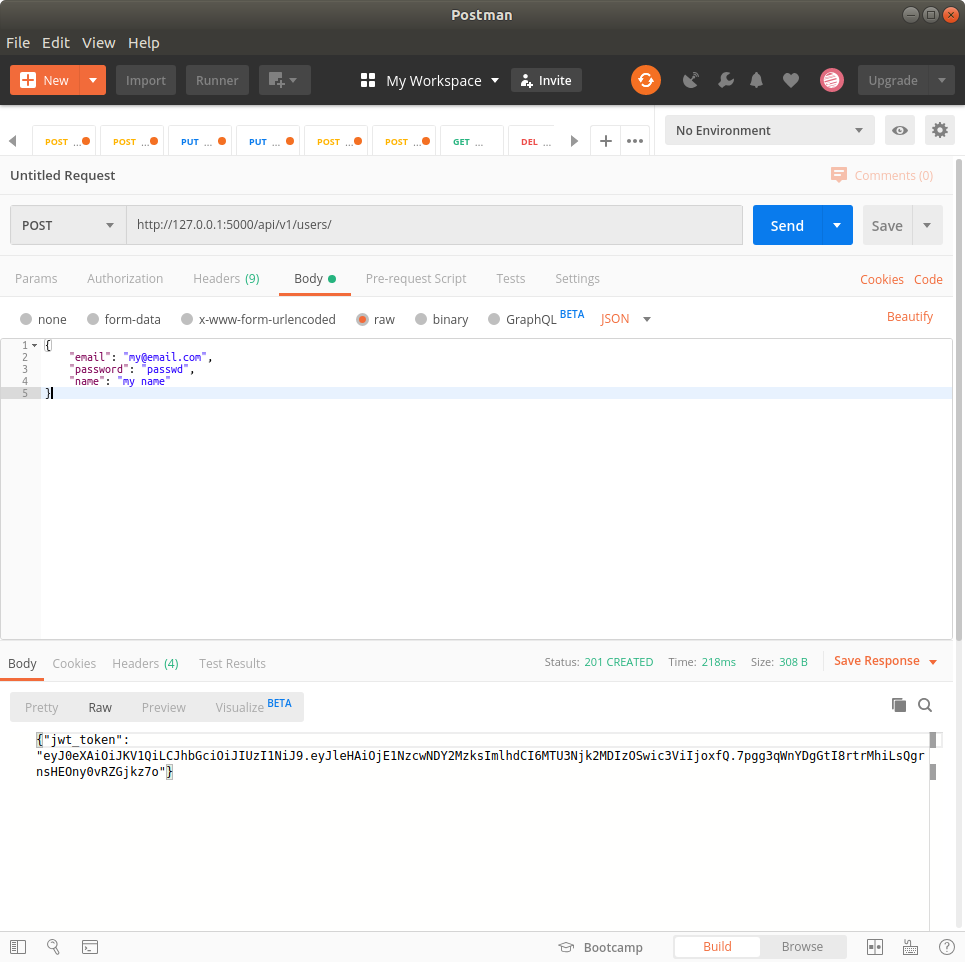 Postman
File Edit View Help
New Import Runner My Workspace Invite Upgrade
POST ... POST ... PUT ... PUT ... POST ... POST ... GET ... DEL ... No Environment
Untitled Request Comments (0)
POST http://127.0.0.1:5000/api/v1/users/ Send Save
Params Authorization Headers (9) Body Pre-request Script Tests Settings Cookies Code
none form-data x-www-form-urlencoded raw binary GraphQL BETA JSON Beautify
1 {
2 "email": "my@email.com",
3 "password": "passwd",
4 "name": "my name"
5 }
Body Cookies Headers (4) Test Results Status: 201 CREATED Time: 218ms Size: 308 B Save Response
Pretty Raw Preview Visualize BETA
{"jwt_token":
"eyJ0eXAiOiJKV1QiLCJhbGciOiJIUzI1NiJ9.eyJleHAiOjE1NzcwNDY2MzksImlhdCI6MTU3Njk2MDIzOSwic3ViIjoxfQ.7pgg3qWnYDgGtI8rtrMhiLsQgr
nsHEOny0vRZGjkz7o"}
Bootcamp Build Browse